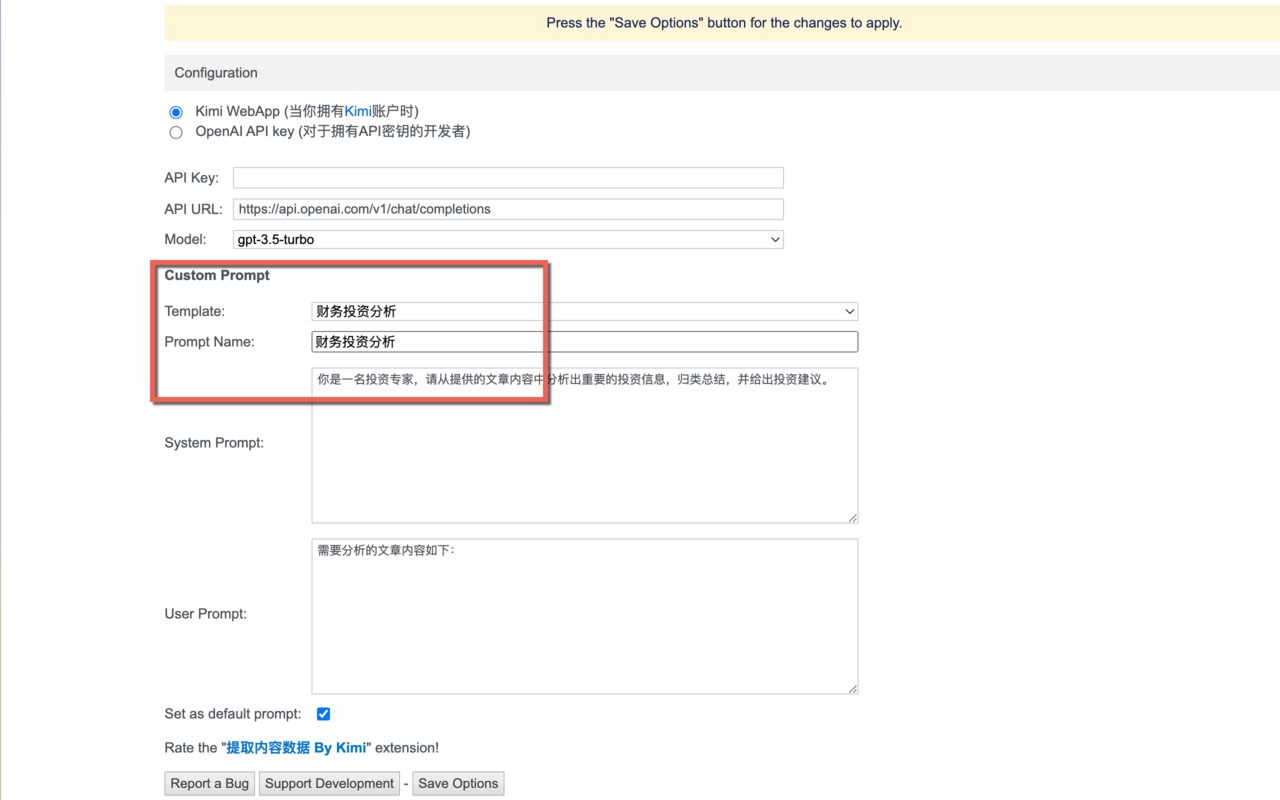 Press the "Save Options" button for the changes to apply.
Configuration
Kimi WebApp (当你拥有Kimi账户时)
OpenAI API key (对于拥有API密钥的开发者)
API Key:
API URL: https://api.openai.com/v1/chat/completions
Model: gpt-3.5-turbo
Custom Prompt
Template: 财务投资分析
Prompt Name: 财务投资分析
你是一名投资专家，请从提供的文章内容中分析出重要的投资信息，归类总结，并给出投资建议。
System Prompt:
需要分析的文章内容如下：
User Prompt:
Set as default prompt:
Rate the "提取内容数据 By Kimi" extension!
Report a Bug Support Development - Save Options